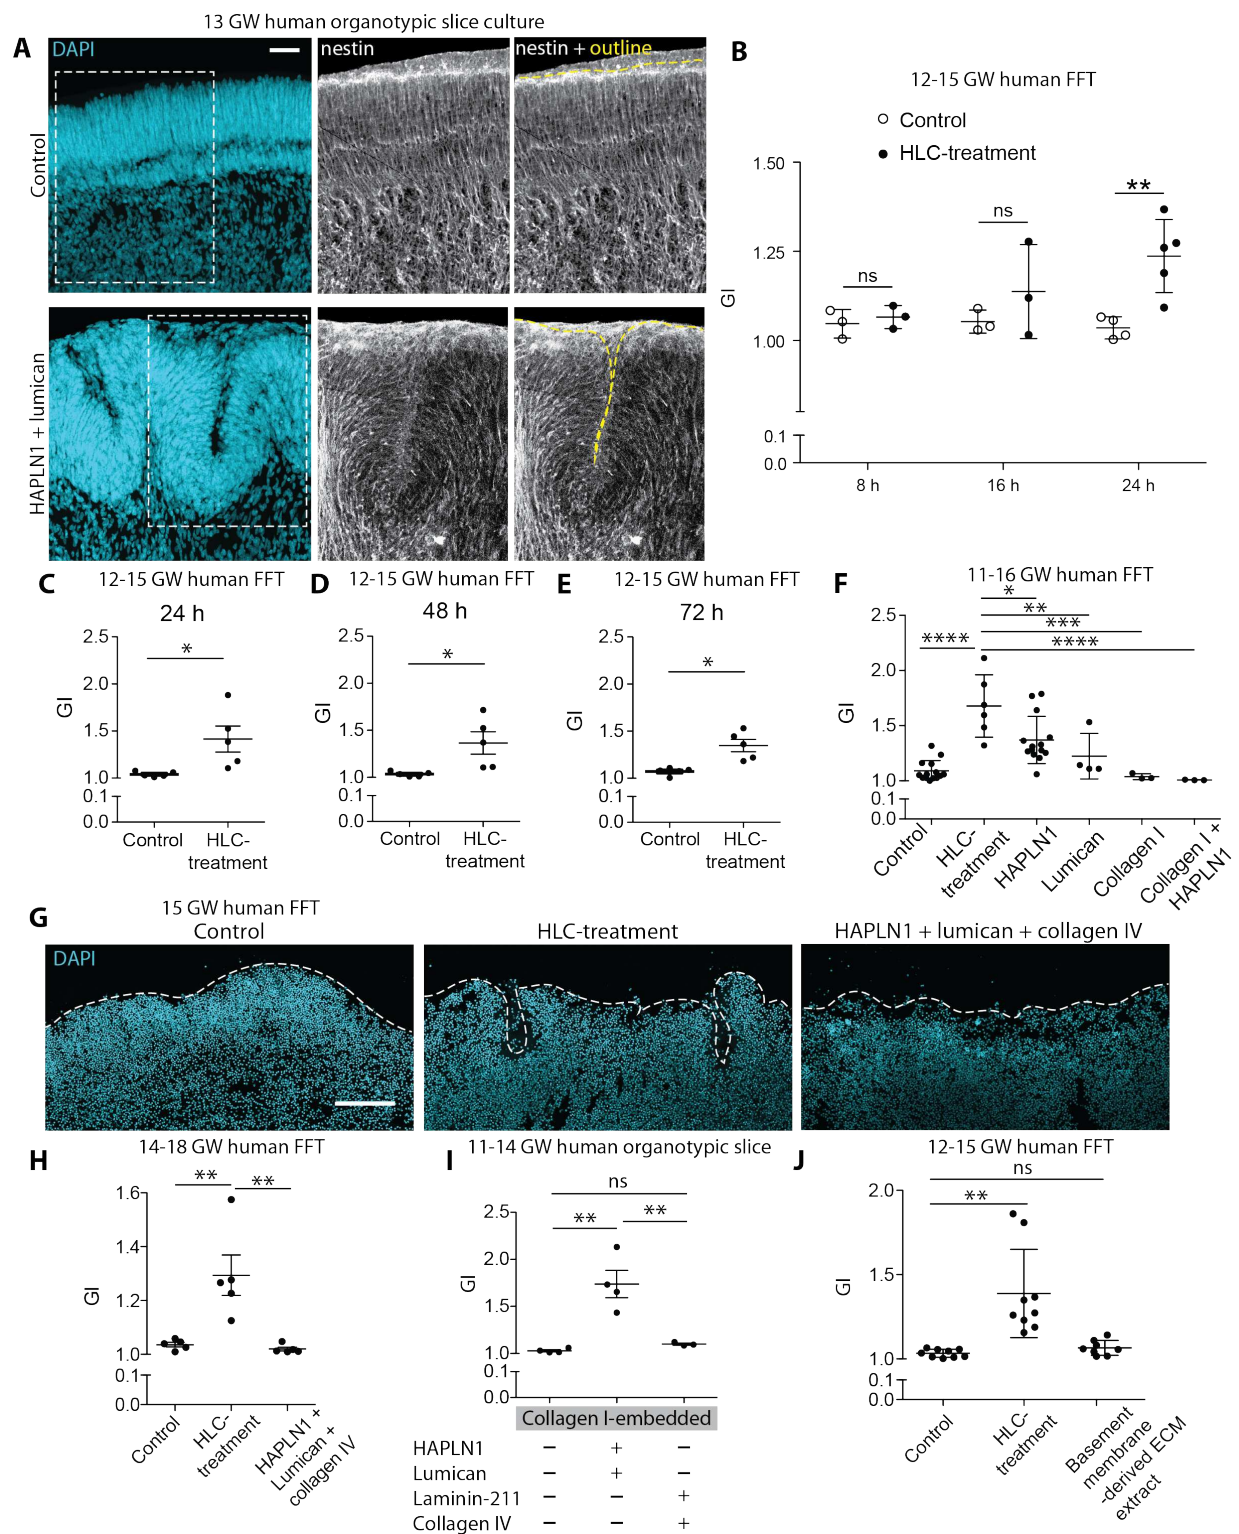 13 GW human organotypic slice culture
A
DAPI
nestin
nestin + outline
Control
HAPLN1 + lumican
B
12-15 GW human FFT
Control
HLC-treatment
GI
1.50
1.25
1.00
0.1
0.0
ns
ns
**
8 h
16 h
24 h
C
12-15 GW human FFT
24 h
GI
2.5
2.0
1.5
1.0
0.1
0.0
*
Control
HLC-
treatment
D
12-15 GW human FFT
48 h
GI
2.5
2.0
1.5
1.0
0.1
0.0
*
Control
HLC-
treatment
E
12-15 GW human FFT
72 h
GI
2.5
2.0
1.5
1.0
0.1
0.0
*
Control
HLC-
treatment
F
11-16 GW human FFT
GI
2.5
2.0
1.5
1.0
0.1
0.0
****
*
**
***
****
Control
HLC-
treatment
HAPLN1
Lumican
Collagen I
Collagen I +
HAPLN1
G
15 GW human FFT
Control
HLC-treatment
HAPLN1 + lumican + collagen IV
DAPI
H
14-18 GW human FFT
GI
1.6
1.4
1.2
1.0
0.1
0.0
**
**
Control
HLC-
treatment
HAPLN1 +
Lumican +
collagen IV
I
11-14 GW human organotypic slice
GI
2.5
2.0
1.5
1.0
0.1
0.0
ns
**
**
Collagen I-embedded
HAPLN1 − + −
Lumican − + −
Laminin-211 − − +
Collagen IV − − +
J
12-15 GW human FFT
GI
2.0
1.5
1.0
0.1
0.0
ns
**
Control
HLC-
treatment
Basement
membrane
-derived ECM
extract